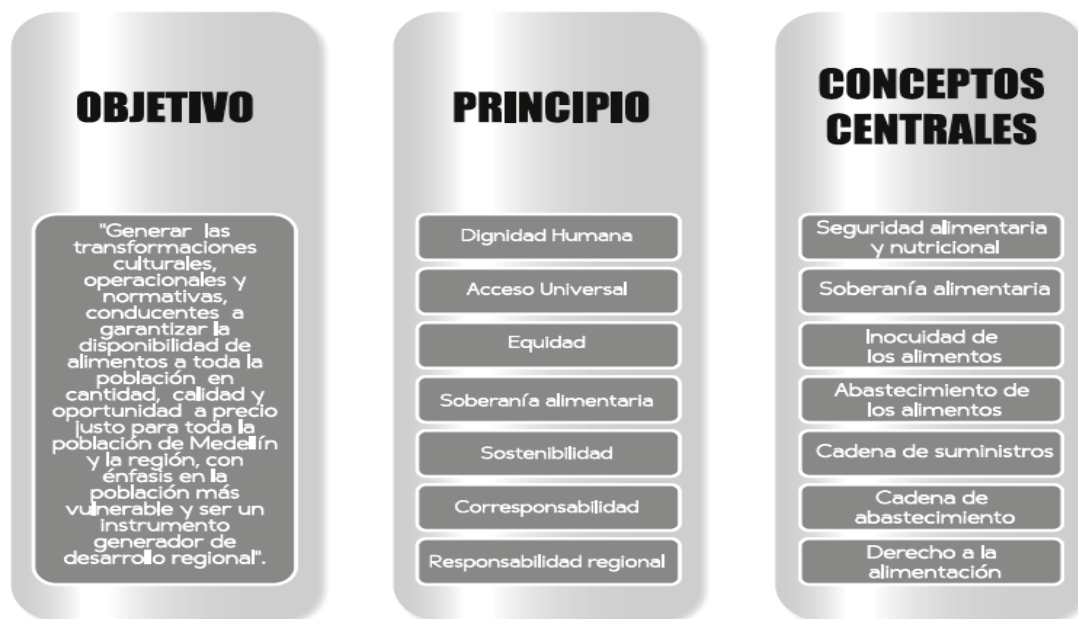 OBJETIVO
"Generar las
transformaciones
culturales,
operacionales y
normativas,
conducentes a
garantizar la
disponibilidad de
alimentos a toda la
población en
cantidad, calidad y
oportunidad a precio
justo para toda la
población de Medellín
y la región, con
énfasis en la
población más
vulnerable y ser un
instrumento
generador de
desarrollo regional".
PRINCIPIO
Dignidad Humana
Acceso Universal
Equidad
Soberanía alimentaria
Sostenibilidad
Corresponsabilidad
Responsabilidad regional
CONCEPTOS
CENTRALES
Seguridad alimentaria
y nutricional
Soberanía alimentaria
Inocuidad de
los alimentos
Abastecimiento de
los alimentos
Cadena de suministros
Cadena de
abastecimiento
Derecho a la
alimentación